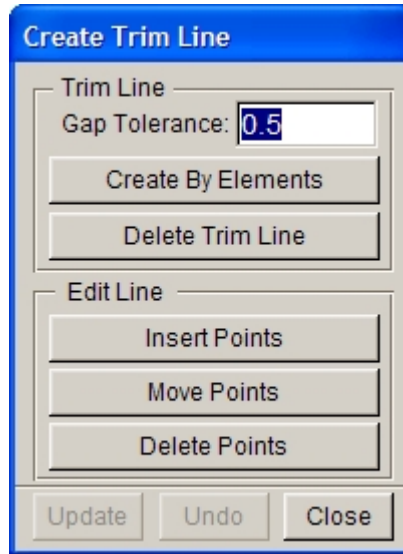 Create Trim Line
Trim Line
Gap Tolerance: 0.5
Create By Elements
Delete Trim Line
Edit Line
Insert Points
Move Points
Delete Points
Update Undo Close